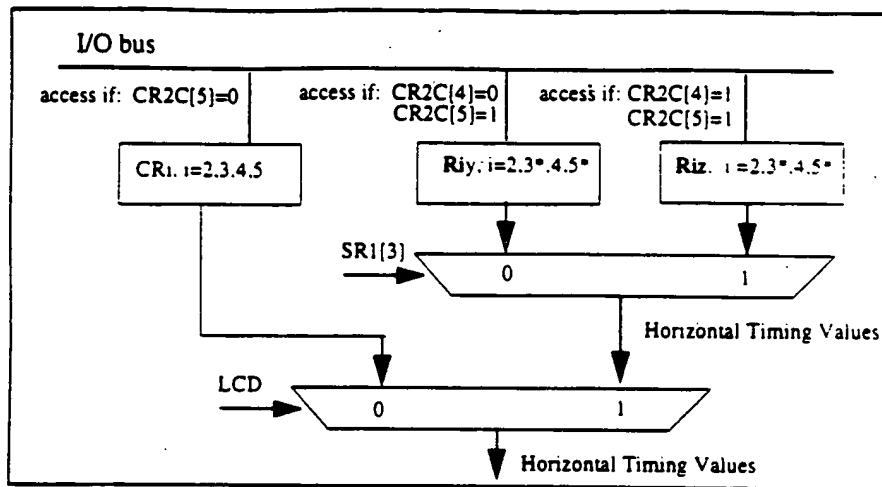 I/O bus
access if: CR2C[5]=0
access if: CR2C[4]=0
CR2C[5]=1
access if: CR2C[4]=1
CR2C[5]=1
CRi. i=2.3.4.5
Riy; i=2.3*.4.5*
Riz. i=2.3*.4.5*
SR1[3]
0
1
Horizontal Timing Values
LCD
0
1
Horizontal Timing Values